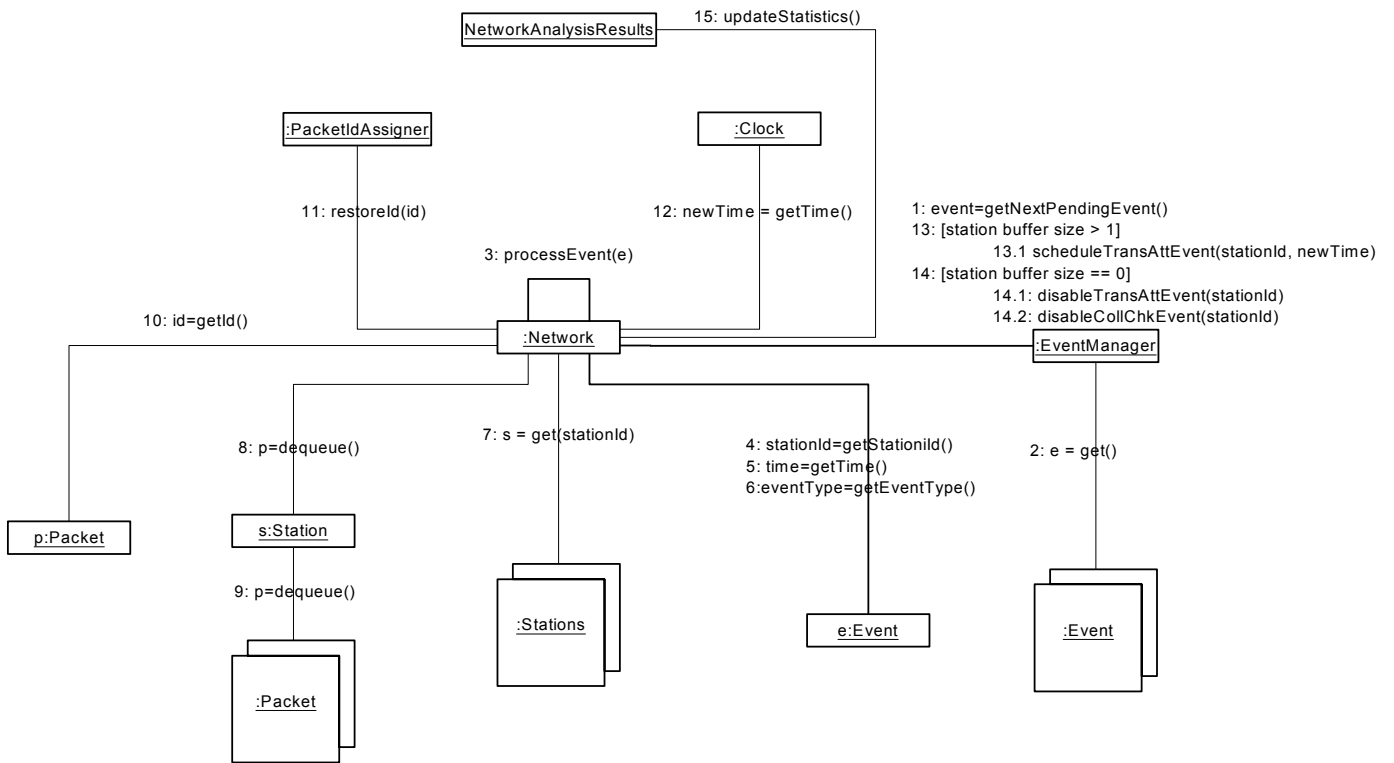 15: updateStatistics()
NetworkAnalysisResults
:PacketIdAssigner
:Clock
11: restoreId(id)
12: newTime = getTime()
1: event=getNextPendingEvent()
13: [station buffer size > 1]
13.1 scheduleTransAttEvent(stationId, newTime)
14: [station buffer size == 0]
14.1: disableTransAttEvent(stationId)
14.2: disableCollChkEvent(stationId)
3: processEvent(e)
10: id=getId()
:Network
:EventManager
8: p=dequeue()
7: s = get(stationId)
4: stationId=getStationiId()
5: time=getTime()
6:eventType=getEventType()
2: e = get()
p:Packet
s:Station
9: p=dequeue()
:Stations
e:Event
:Event
:Packet